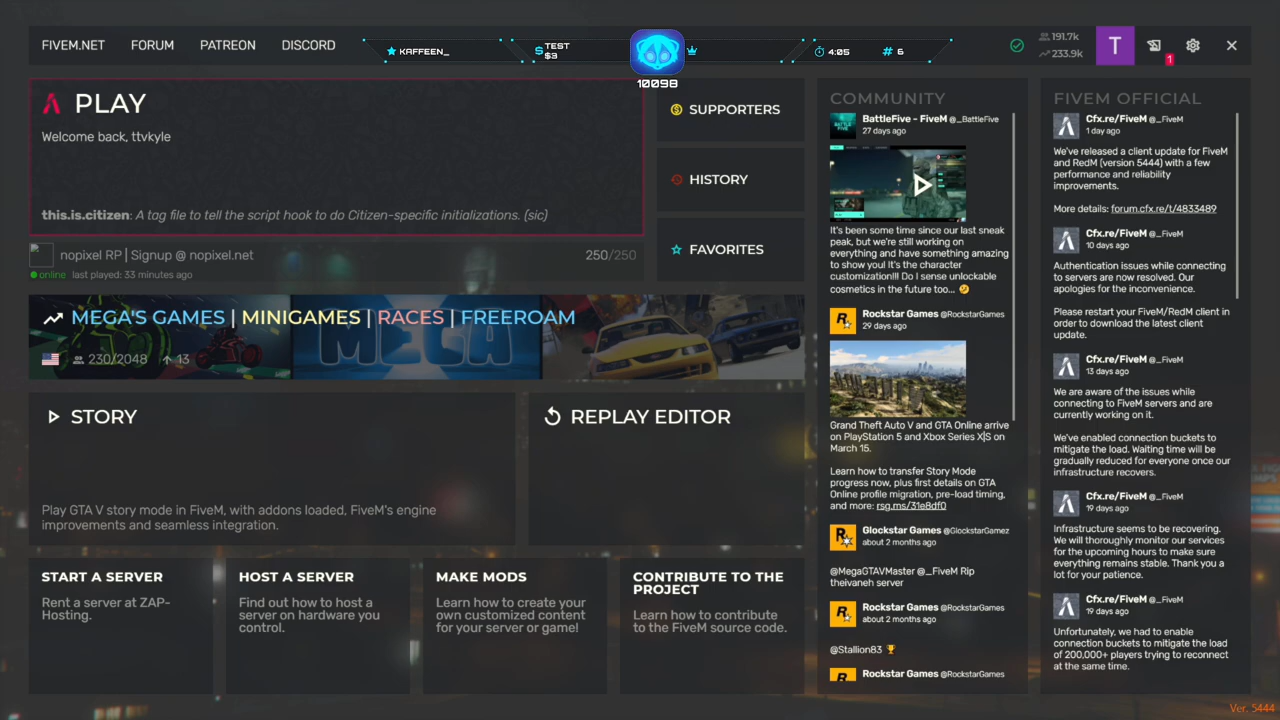 FIVEM.NET
FORUM
PATREON
DISCORD
KAFFEEN_
TEST
$3
10098
4:05
# 6
191.7k
233.9k
T
1
PLAY
Welcome back, ttvkyle
this.is.citizen: A tag file to tell the script hook to do Citizen-specific initializations. (sic)
nopixel RP | Signup @ nopixel.net
250/250
online
last played: 33 minutes ago
SUPPORTERS
HISTORY
FAVORITES
MEGA'S GAMES | MINIGAMES | RACES | FREEROAM
MEGA
230/2048
13
STORY
Play GTA V story mode in FiveM, with addons loaded, FiveM's engine
improvements and seamless integration.
REPLAY EDITOR
START A SERVER
Rent a server at ZAP-
Hosting.
HOST A SERVER
Find out how to host a
server on hardware you
control.
MAKE MODS
Learn how to create your
own customized content
for your server or game!
CONTRIBUTE TO THE
PROJECT
Learn how to contribute
to the FiveM source code.
COMMUNITY
BattleFive - FiveM @_BattleFive
27 days ago
It's been some time since our last sneak
peak, but we're still working on
everything and have something amazing
to show you! It's the character
customization!!! Do I sense unlockable
cosmetics in the future too...
Rockstar Games @RockstarGames
29 days ago
Grand Theft Auto V and GTA Online arrive
on PlayStation 5 and Xbox Series X|S on
March 15.
Learn how to transfer Story Mode
progress now, plus first details on GTA
Online profile migration, pre-load timing,
and more: rsg.ms/31e8df0
Glockstar Games @GlockstarGamez
about 2 months ago
@MegaGTAVMaster @_FiveM Rip
theivaneh server
Rockstar Games @RockstarGames
about 2 months ago
@Stallion83
Rockstar Games @RockstarGames
FIVEM OFFICIAL
Cfx.re/FiveM @_FiveM
1 day ago
We've released a client update for FiveM
and RedM (version 5444) with a few
performance and reliability
improvements.
More details: forum.cfx.re/t/4833489
Cfx.re/FiveM @_FiveM
10 days ago
Authentication issues while connecting
to servers are now resolved. Our
apologies for the inconvenience.
Please restart your FiveM/RedM client in
order to download the latest client
update.
Cfx.re/FiveM @_FiveM
13 days ago
We are aware of the issues while
connecting to FiveM servers and are
currently working on it.
We've enabled connection buckets to
mitigate the load. Waiting time will be
gradually reduced for everyone once our
infrastructure recovers.
Cfx.re/FiveM @_FiveM
19 days ago
Infrastructure seems to be recovering.
We will thoroughly monitor our services
for the upcoming hours to make sure
everything remains stable. Thank you a
lot for your patience.
Cfx.re/FiveM @_FiveM
19 days ago
Unfortunately, we had to enable
connection buckets to mitigate the load
of 200,000+ players trying to reconnect
at the same time.
Ver. 5444